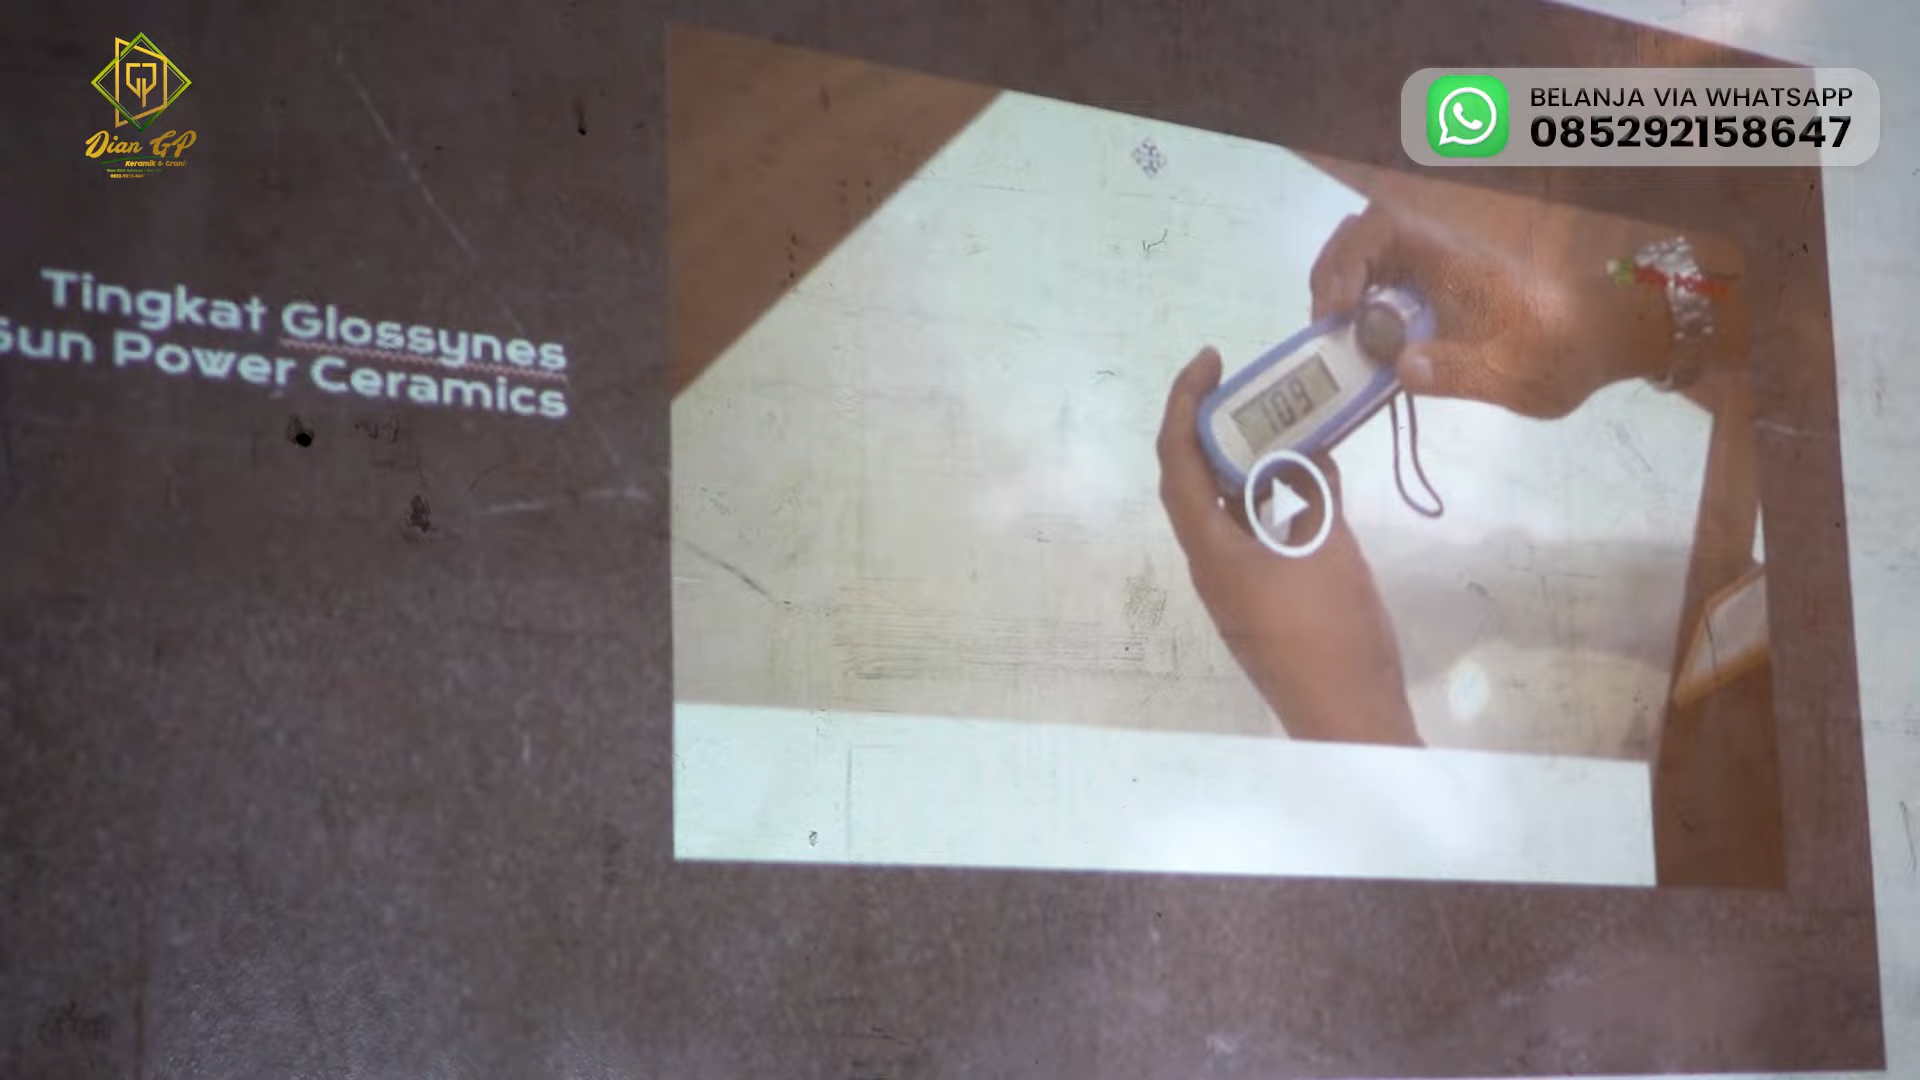 Dian GP
Keramik & Granit
BELANJA VIA WHATSAPP
085292158647
Tingkat Glossynes
Sun Power Ceramics
109